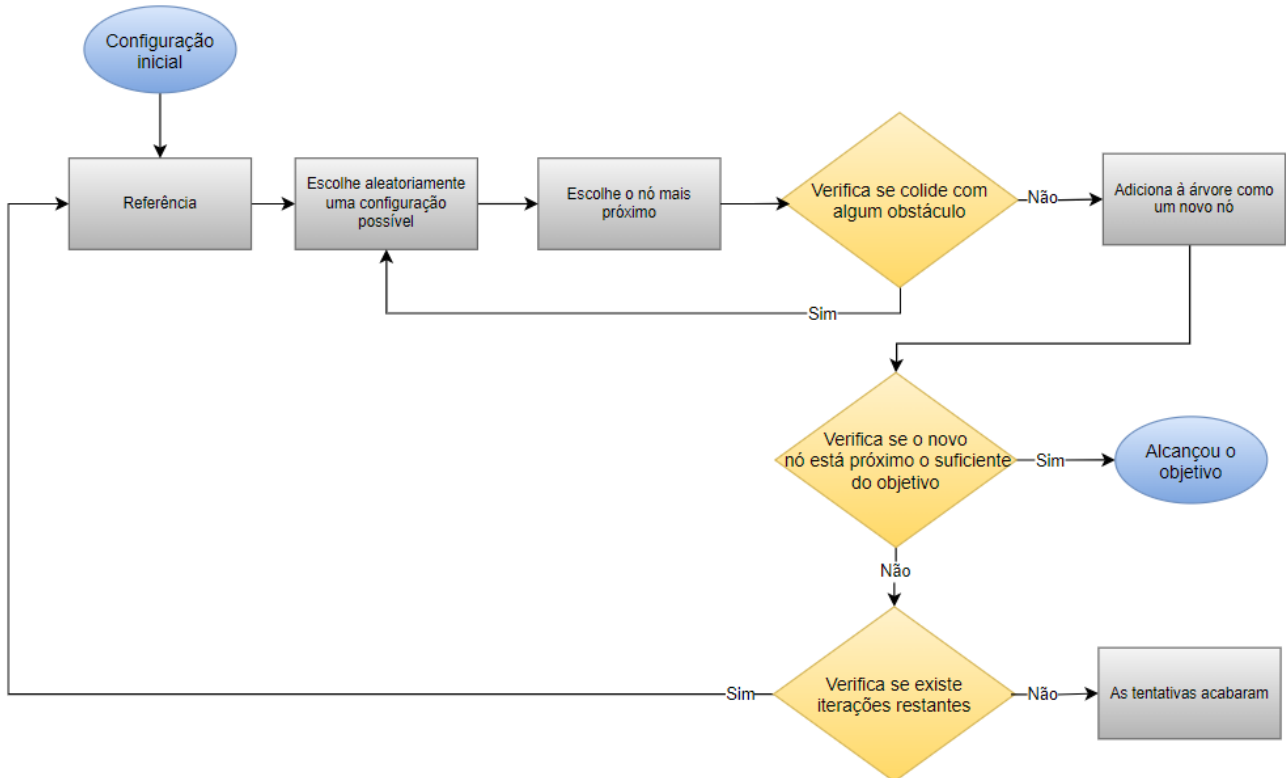 Configuração
inicial
Referência
Escolhe aleatoriamente
uma configuração
possível
Escolhe o nó mais
próximo
Verifica se colide com
algum obstáculo
Não
Adiciona à árvore como
um novo nó
Sim
Verifica se o novo
nó está próximo o suficiente
do objetivo
Sim
Alcançou o
objetivo
Não
Verifica se existe
iterações restantes
Sim
Não
As tentativas acabaram